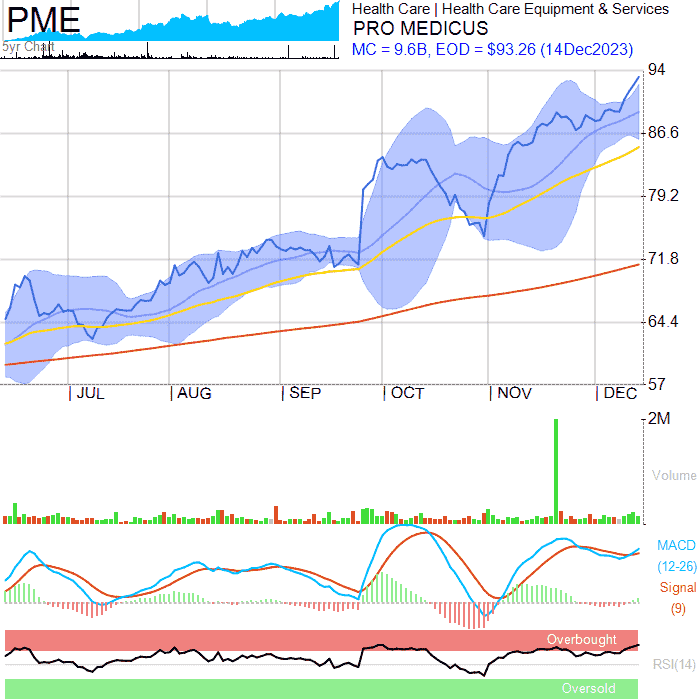 PME
Health Care | Health Care Equipment & Services
PRO MEDICUS
5yr Chart
MC = 9.6B, EOD = $93.26 (14Dec2023)
94
86.6
79.2
71.8
64.4
57
| JUL | AUG | SEP | OCT | NOV | DEC
2M
Volume
MACD
(12-26)
Signal
(9)
Overbought
RSI(14)
Oversold